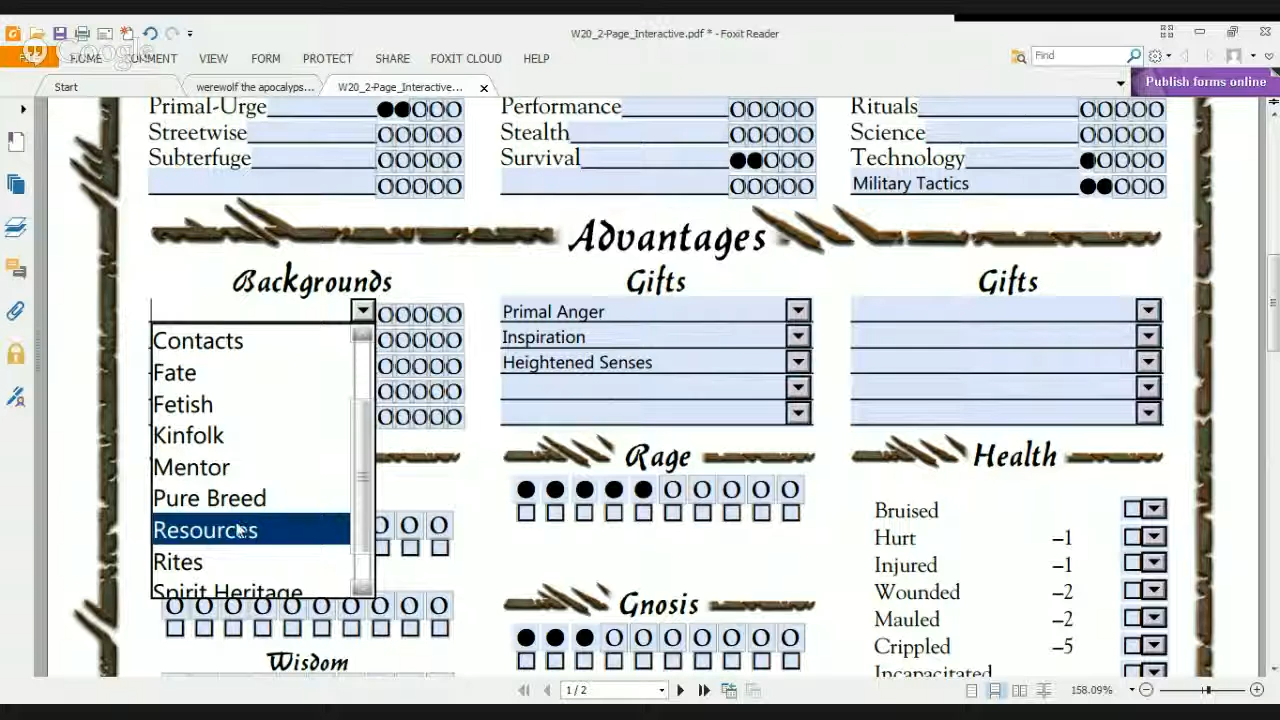 W20_2-Page_Interactive.pdf * - Foxit Reader
Google
HOME COMMENT VIEW FORM PROTECT SHARE FOXIT CLOUD HELP
Find
Start werewolf the apocalyps... W20_2-Page_Interactive...
Publish forms online
Primal-Urge Performance Rituals
Streetwise Stealth Science
Subterfuge Survival Technology
Military Tactics
Advantages
Backgrounds Gifts Gifts
Primal Anger
Contacts Inspiration
Fate Heightened Senses
Fetish
Kinfolk
Mentor Rage Health
Pure Breed
Resources Bruised
Rites Hurt -1
Spirit Heritage Injured -1
Wounded -2
Gnosis Mauled -2
Crippled -5
Wisdom Incapacitated
1 / 2 158.09%